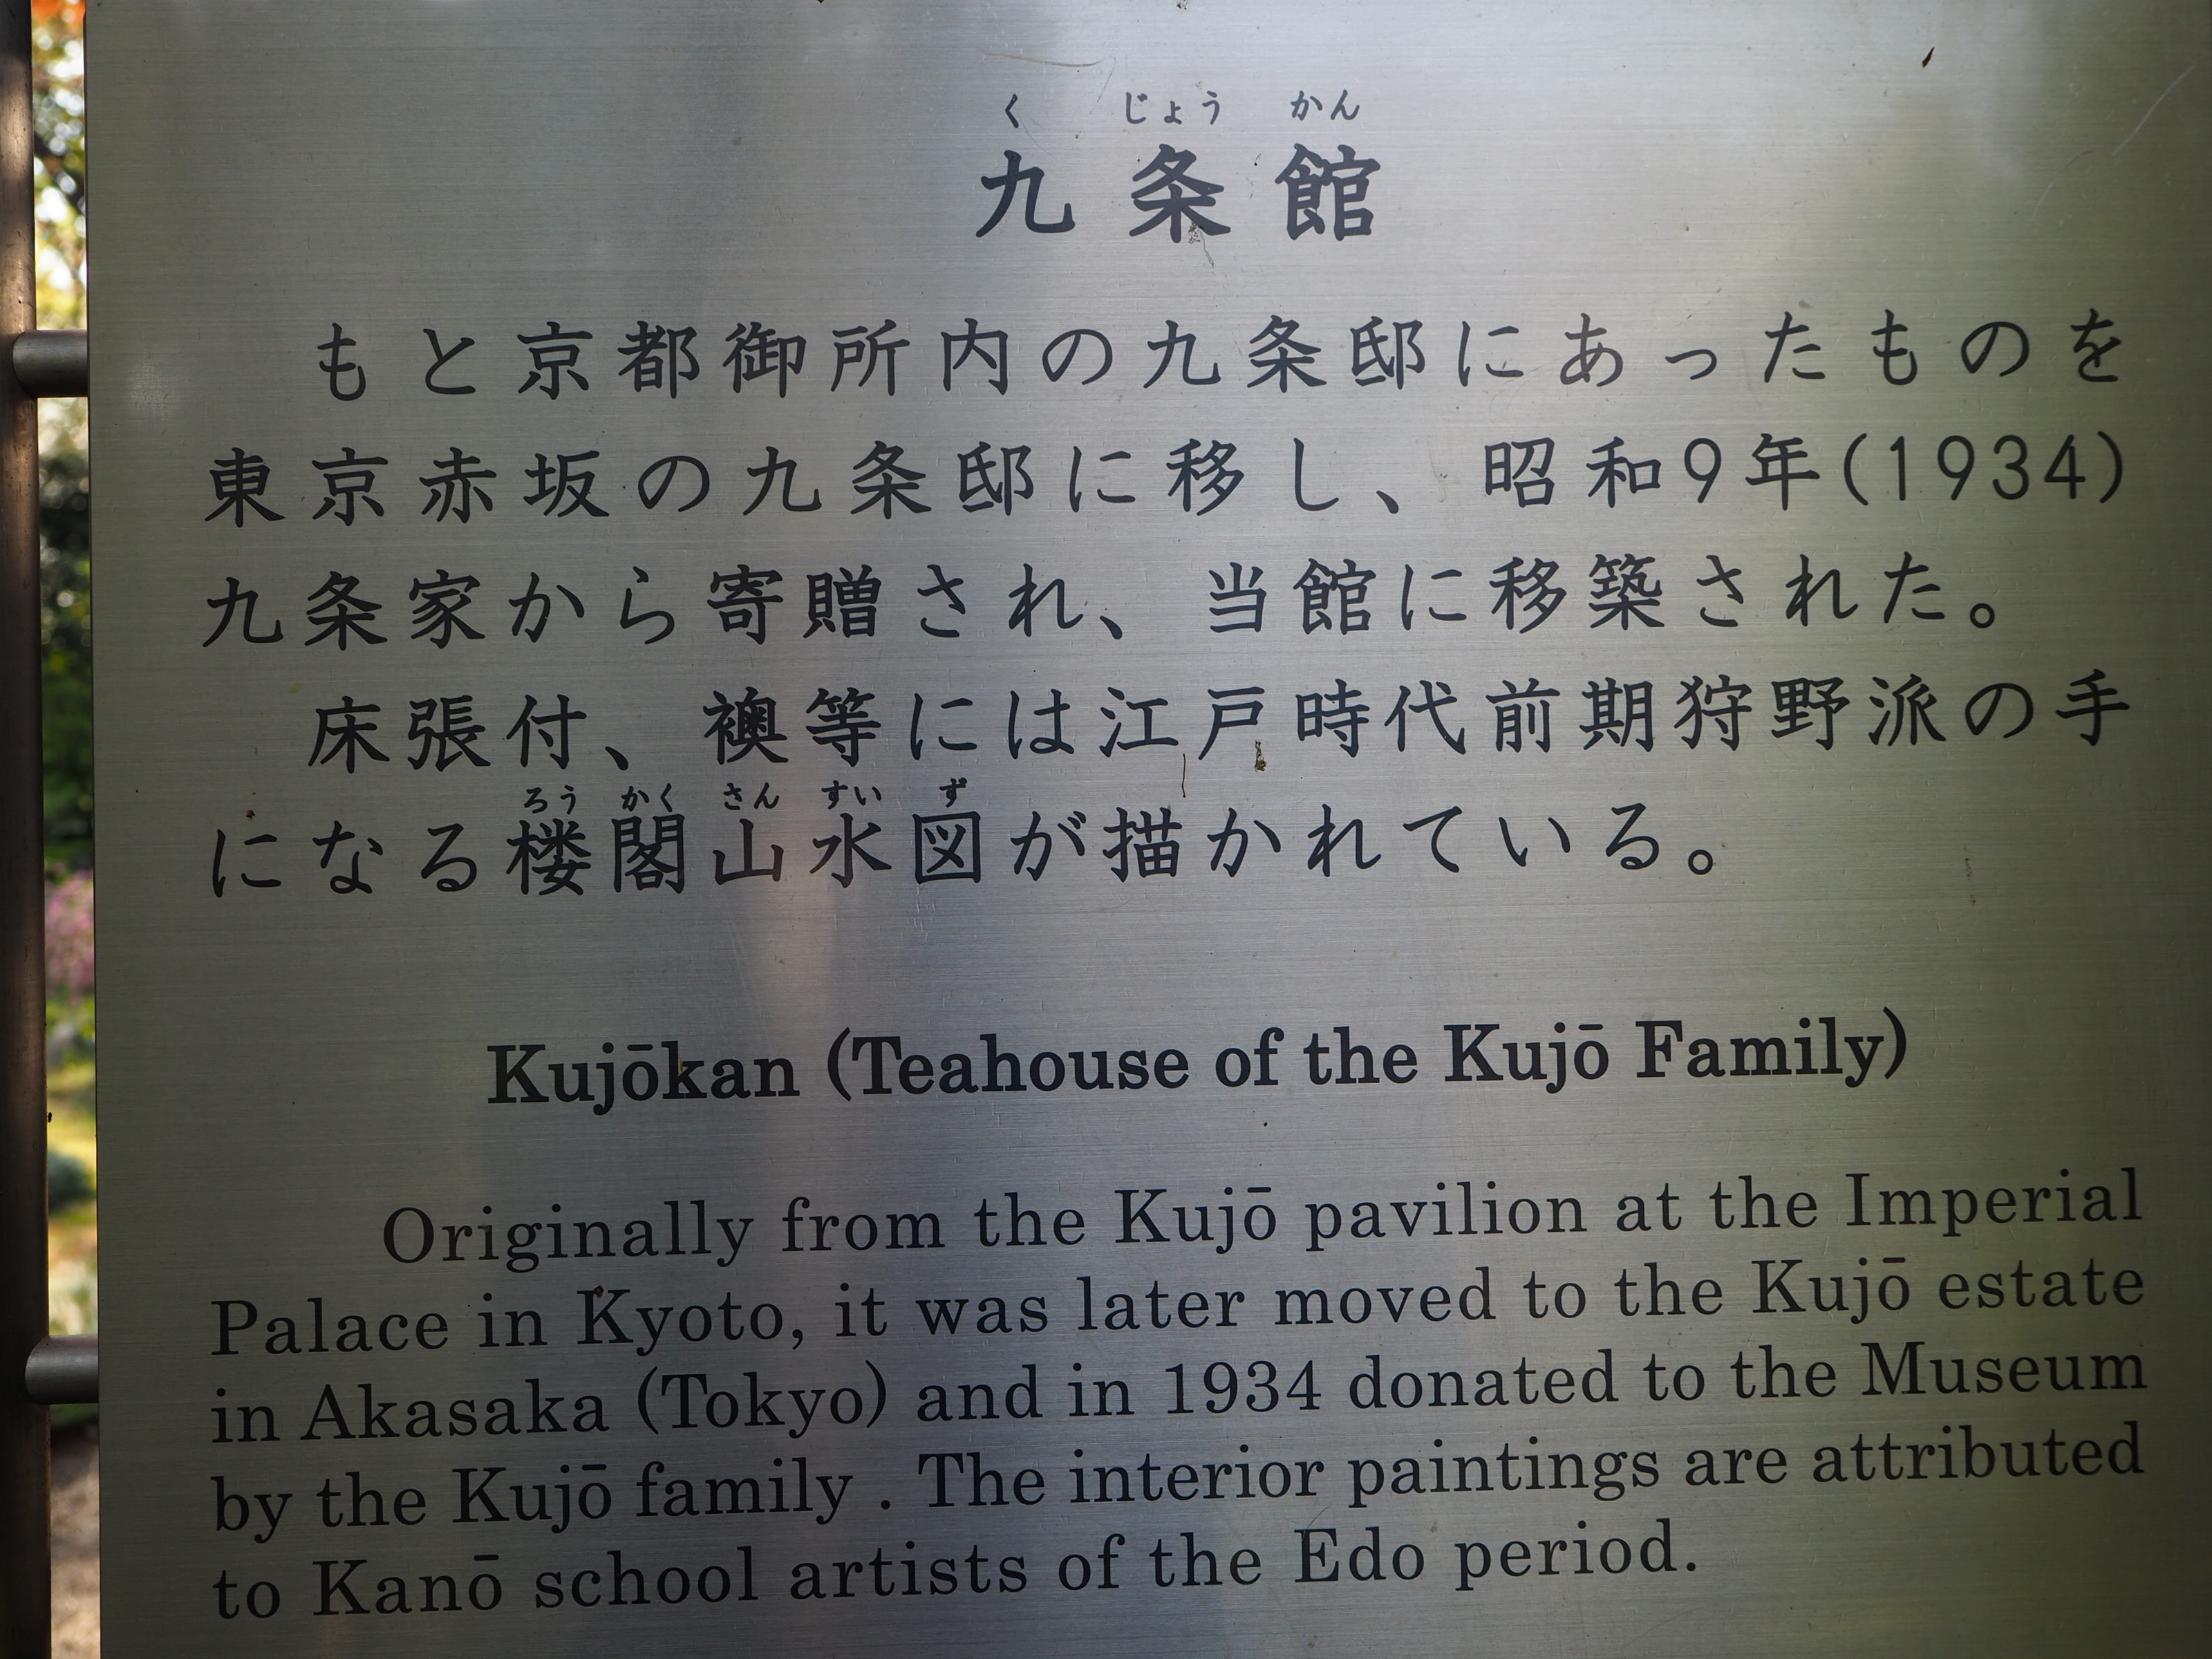 く じょう かん
九条館
もと京都御所内の九条邸にあったものを
東京赤坂の九条邸に移し、昭和9年(1934)
九条家から寄贈され、当館に移築された。
床張付、襖等には江戸時代前期狩野派の手
ろう かく さん すい ず
になる楼閣山水図が描かれている。
Kujōkan (Teahouse of the Kujō Family)
Originally from the Kujō pavilion at the Imperial
Palace in Kyoto, it was later moved to the Kujō estate
in Akasaka (Tokyo) and in 1934 donated to the Museum
by the Kujō family . The interior paintings are attributed
to Kanō school artists of the Edo period.